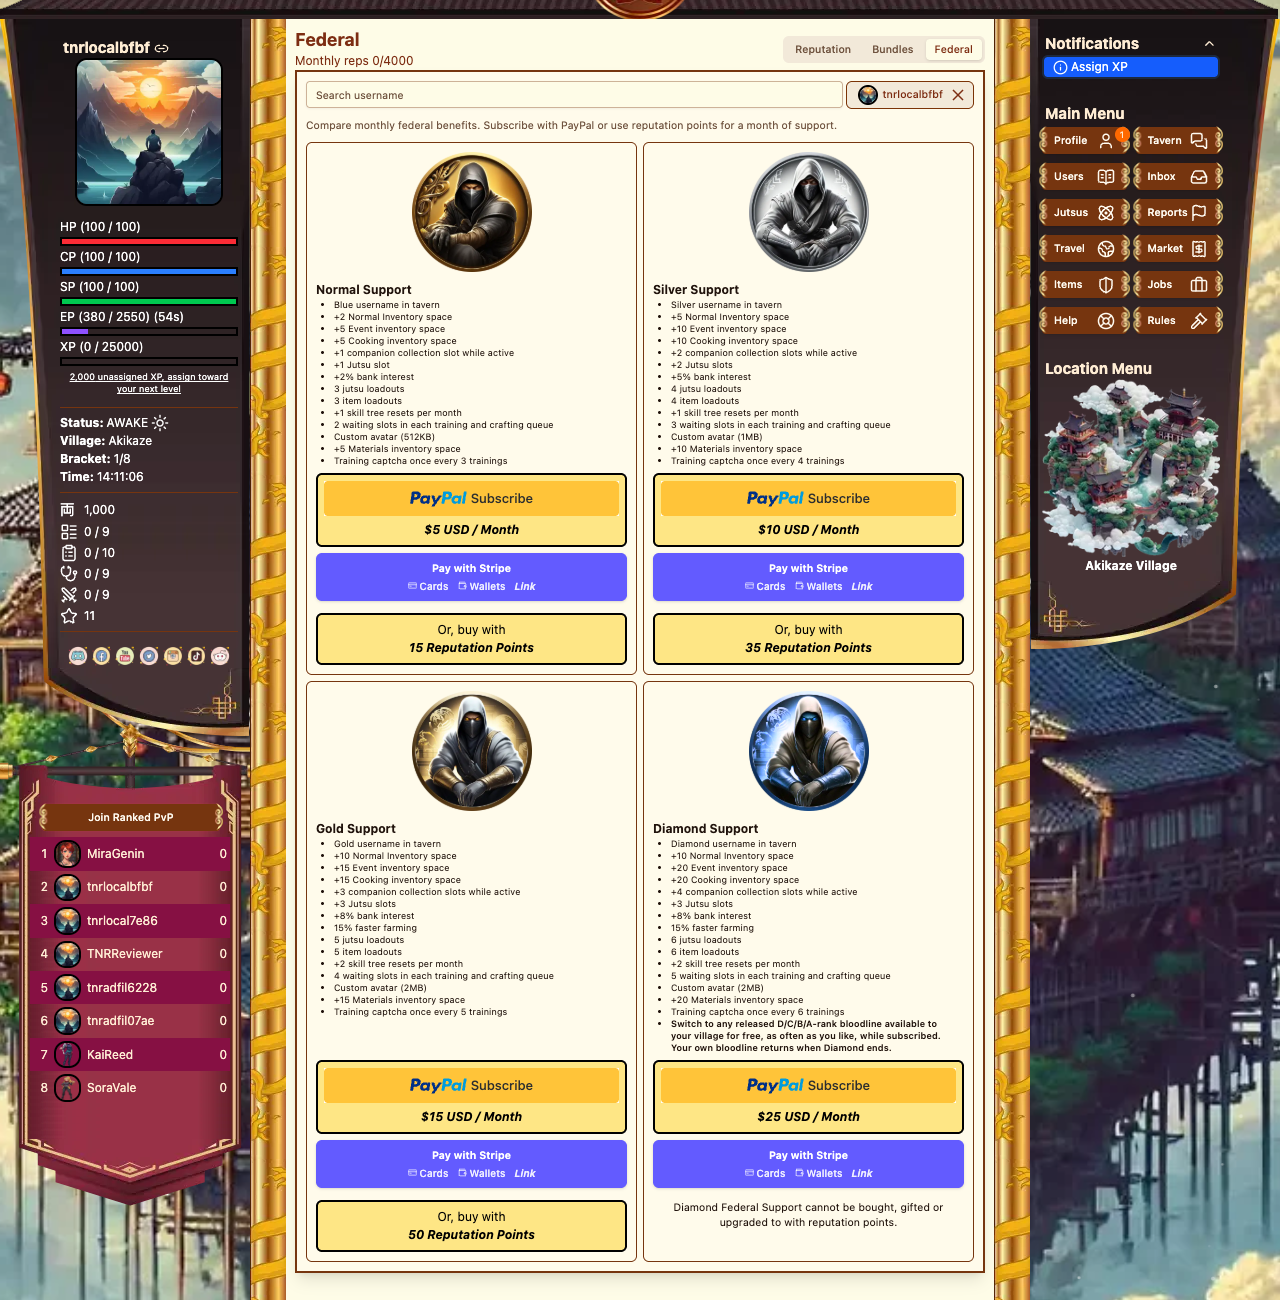 tnrlocalbfbf
HP (100 / 100)
CP (100 / 100)
SP (100 / 100)
EP (380 / 2550) (54s)
XP (0 / 25000)
2,000 unassigned XP, assign toward
your next level
Status: AWAKE
Village: Akikaze
Bracket: 1/8
Time: 14:11:06
両 1,000
0 / 9
0 / 10
0 / 9
0 / 9
11
Join Ranked PvP
1 MiraGenin 0
2 tnrlocalbfbf 0
3 tnrlocal7e86 0
4 TNRReviewer 0
5 tnradfil6228 0
6 tnradfil07ae 0
7 KaiReed 0
8 SoraVale 0
Federal
Monthly reps 0/4000
Reputation Bundles Federal
Search username
tnrlocalbfbf
Compare monthly federal benefits. Subscribe with PayPal or use reputation points for a month of support.
Normal Support
• Blue username in tavern
• +2 Normal Inventory space
• +5 Event inventory space
• +5 Cooking inventory space
• +1 companion collection slot while active
• +1 Jutsu slot
• +2% bank interest
• 3 jutsu loadouts
• 3 item loadouts
• +1 skill tree resets per month
• 2 waiting slots in each training and crafting queue
• Custom avatar (512KB)
• +5 Materials inventory space
• Training captcha once every 3 trainings
PayPal Subscribe
$5 USD / Month
Pay with Stripe
Cards Wallets Link
Or, buy with
15 Reputation Points
Silver Support
• Silver username in tavern
• +5 Normal Inventory space
• +10 Event inventory space
• +10 Cooking inventory space
• +2 companion collection slots while active
• +2 Jutsu slots
• +5% bank interest
• 4 jutsu loadouts
• 4 item loadouts
• +1 skill tree resets per month
• 3 waiting slots in each training and crafting queue
• Custom avatar (1MB)
• +10 Materials inventory space
• Training captcha once every 4 trainings
PayPal Subscribe
$10 USD / Month
Pay with Stripe
Cards Wallets Link
Or, buy with
35 Reputation Points
Gold Support
• Gold username in tavern
• +10 Normal Inventory space
• +15 Event inventory space
• +15 Cooking inventory space
• +3 companion collection slots while active
• +3 Jutsu slots
• +8% bank interest
• 15% faster farming
• 5 jutsu loadouts
• 5 item loadouts
• +2 skill tree resets per month
• 4 waiting slots in each training and crafting queue
• Custom avatar (2MB)
• +15 Materials inventory space
• Training captcha once every 5 trainings
PayPal Subscribe
$15 USD / Month
Pay with Stripe
Cards Wallets Link
Or, buy with
50 Reputation Points
Diamond Support
• Diamond username in tavern
• +10 Normal Inventory space
• +20 Event inventory space
• +20 Cooking inventory space
• +4 companion collection slots while active
• +3 Jutsu slots
• +8% bank interest
• 15% faster farming
• 6 jutsu loadouts
• 6 item loadouts
• +2 skill tree resets per month
• 5 waiting slots in each training and crafting queue
• Custom avatar (2MB)
• +20 Materials inventory space
• Training captcha once every 6 trainings
• Switch to any released D/C/B/A-rank bloodline available to
your village for free, as often as you like, while subscribed.
Your own bloodline returns when Diamond ends.
PayPal Subscribe
$25 USD / Month
Pay with Stripe
Cards Wallets Link
Diamond Federal Support cannot be bought, gifted or
upgraded to with reputation points.
Notifications
Assign XP
Main Menu
Profile 1 Tavern
Users Inbox
Jutsus Reports
Travel Market
Items Jobs
Help Rules
Location Menu
Akikaze Village